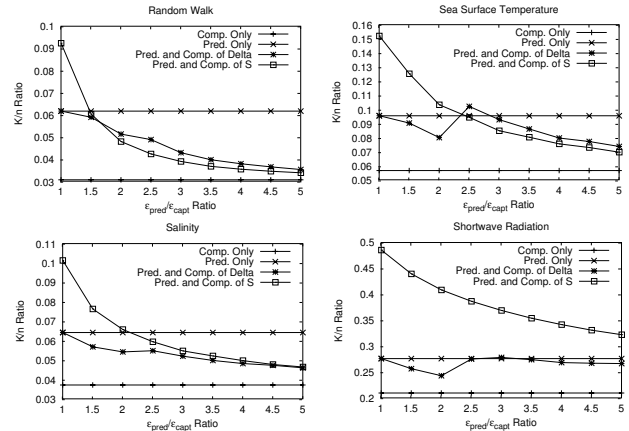 Random Walk
K/n Ratio
0.1
0.09
0.08
0.07
0.06
0.05
0.04
0.03
Comp. Only
Pred. Only
Pred. and Comp. of Delta
Pred. and Comp. of S
1 1.5 2 2.5 3 3.5 4 4.5 5
εpred/εcapt Ratio
Sea Surface Temperature
K/n Ratio
0.16
0.15
0.14
0.13
0.12
0.11
0.1
0.09
0.08
0.07
0.06
0.05
Comp. Only
Pred. Only
Pred. and Comp. of Delta
Pred. and Comp. of S
1 1.5 2 2.5 3 3.5 4 4.5 5
εpred/εcapt Ratio
Salinity
K/n Ratio
0.11
0.1
0.09
0.08
0.07
0.06
0.05
0.04
0.03
Comp. Only
Pred. Only
Pred. and Comp. of Delta
Pred. and Comp. of S
1 1.5 2 2.5 3 3.5 4 4.5 5
εpred/εcapt Ratio
Shortwave Radiation
K/n Ratio
0.5
0.45
0.4
0.35
0.3
0.25
0.2
Comp. Only
Pred. Only
Pred. and Comp. of Delta
Pred. and Comp. of S
1 1.5 2 2.5 3 3.5 4 4.5 5
εpred/εcapt Ratio